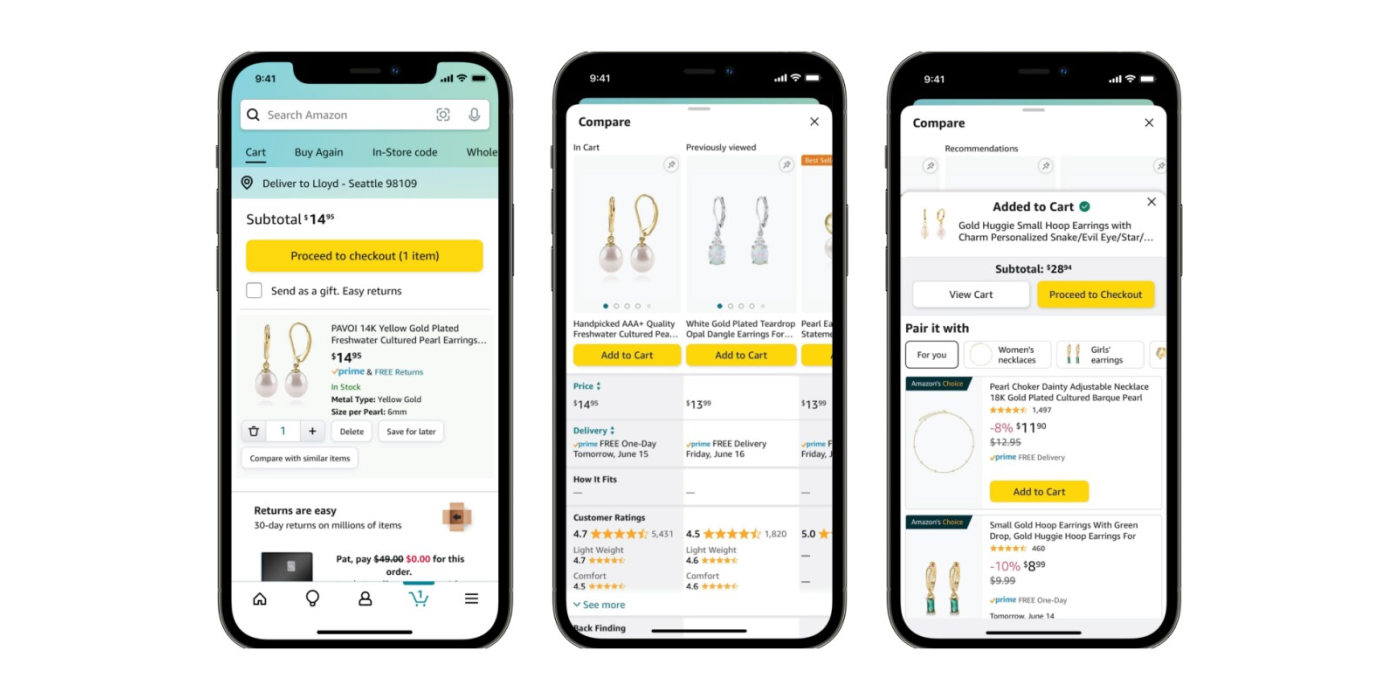 9:41
Search Amazon
Cart Buy Again In-Store code Whole
Deliver to Lloyd - Seattle 98109
Subtotal $14 95
Proceed to checkout (1 item)
Send as a gift. Easy returns
PAVOI 14K Yellow Gold Plated
Freshwater Cultured Pearl Earrings...
$14 95
prime & FREE Returns
In Stock
Metal Type: Yellow Gold
Size per Pearl: 6mm
1 + Delete Save for later
Compare with similar items
Returns are easy
30-day returns on millions of items
Pat, pay $49.00 $0.00 for this
order.
1
9:41
Compare
In Cart Previously viewed
Best Sell
Handpicked AAA+ Quality White Gold Plated Teardrop Pearl Ea
Freshwater Cultured Pea... Opal Dangle Earrings For... Stateme
Add to Cart Add to Cart
Price
$14 95 $13 99 $13 99
Delivery
prime FREE One-Day prime FREE Delivery prime F
Tomorrow, June 15 Friday, June 16 Friday, J
How It Fits
— — —
Customer Ratings
4.7 5,431 4.5 1,820 5.0
Light Weight Light Weight
4.7 4.6 —
Comfort Comfort
4.5 4.6 —
See more
Back Finding
9:41
Compare
Recommendations
Added to Cart
Gold Huggie Small Hoop Earrings with
Charm Personalized Snake/Evil Eye/Star/...
Subtotal: $28 94
View Cart Proceed to Checkout
Pair it with
For you Women's necklaces Girls' earrings
Amazon's Choice
Pearl Choker Dainty Adjustable Necklace
18K Gold Plated Cultured Barque Pearl
1,497
-8% $11 90
$12.95
prime FREE Delivery
Add to Cart
Amazon's Choice
Small Gold Hoop Earrings With Green
Drop, Gold Huggie Hoop Earrings For
460
-10% $8 99
$9.99
prime FREE One-Day
Tomorrow, June 14